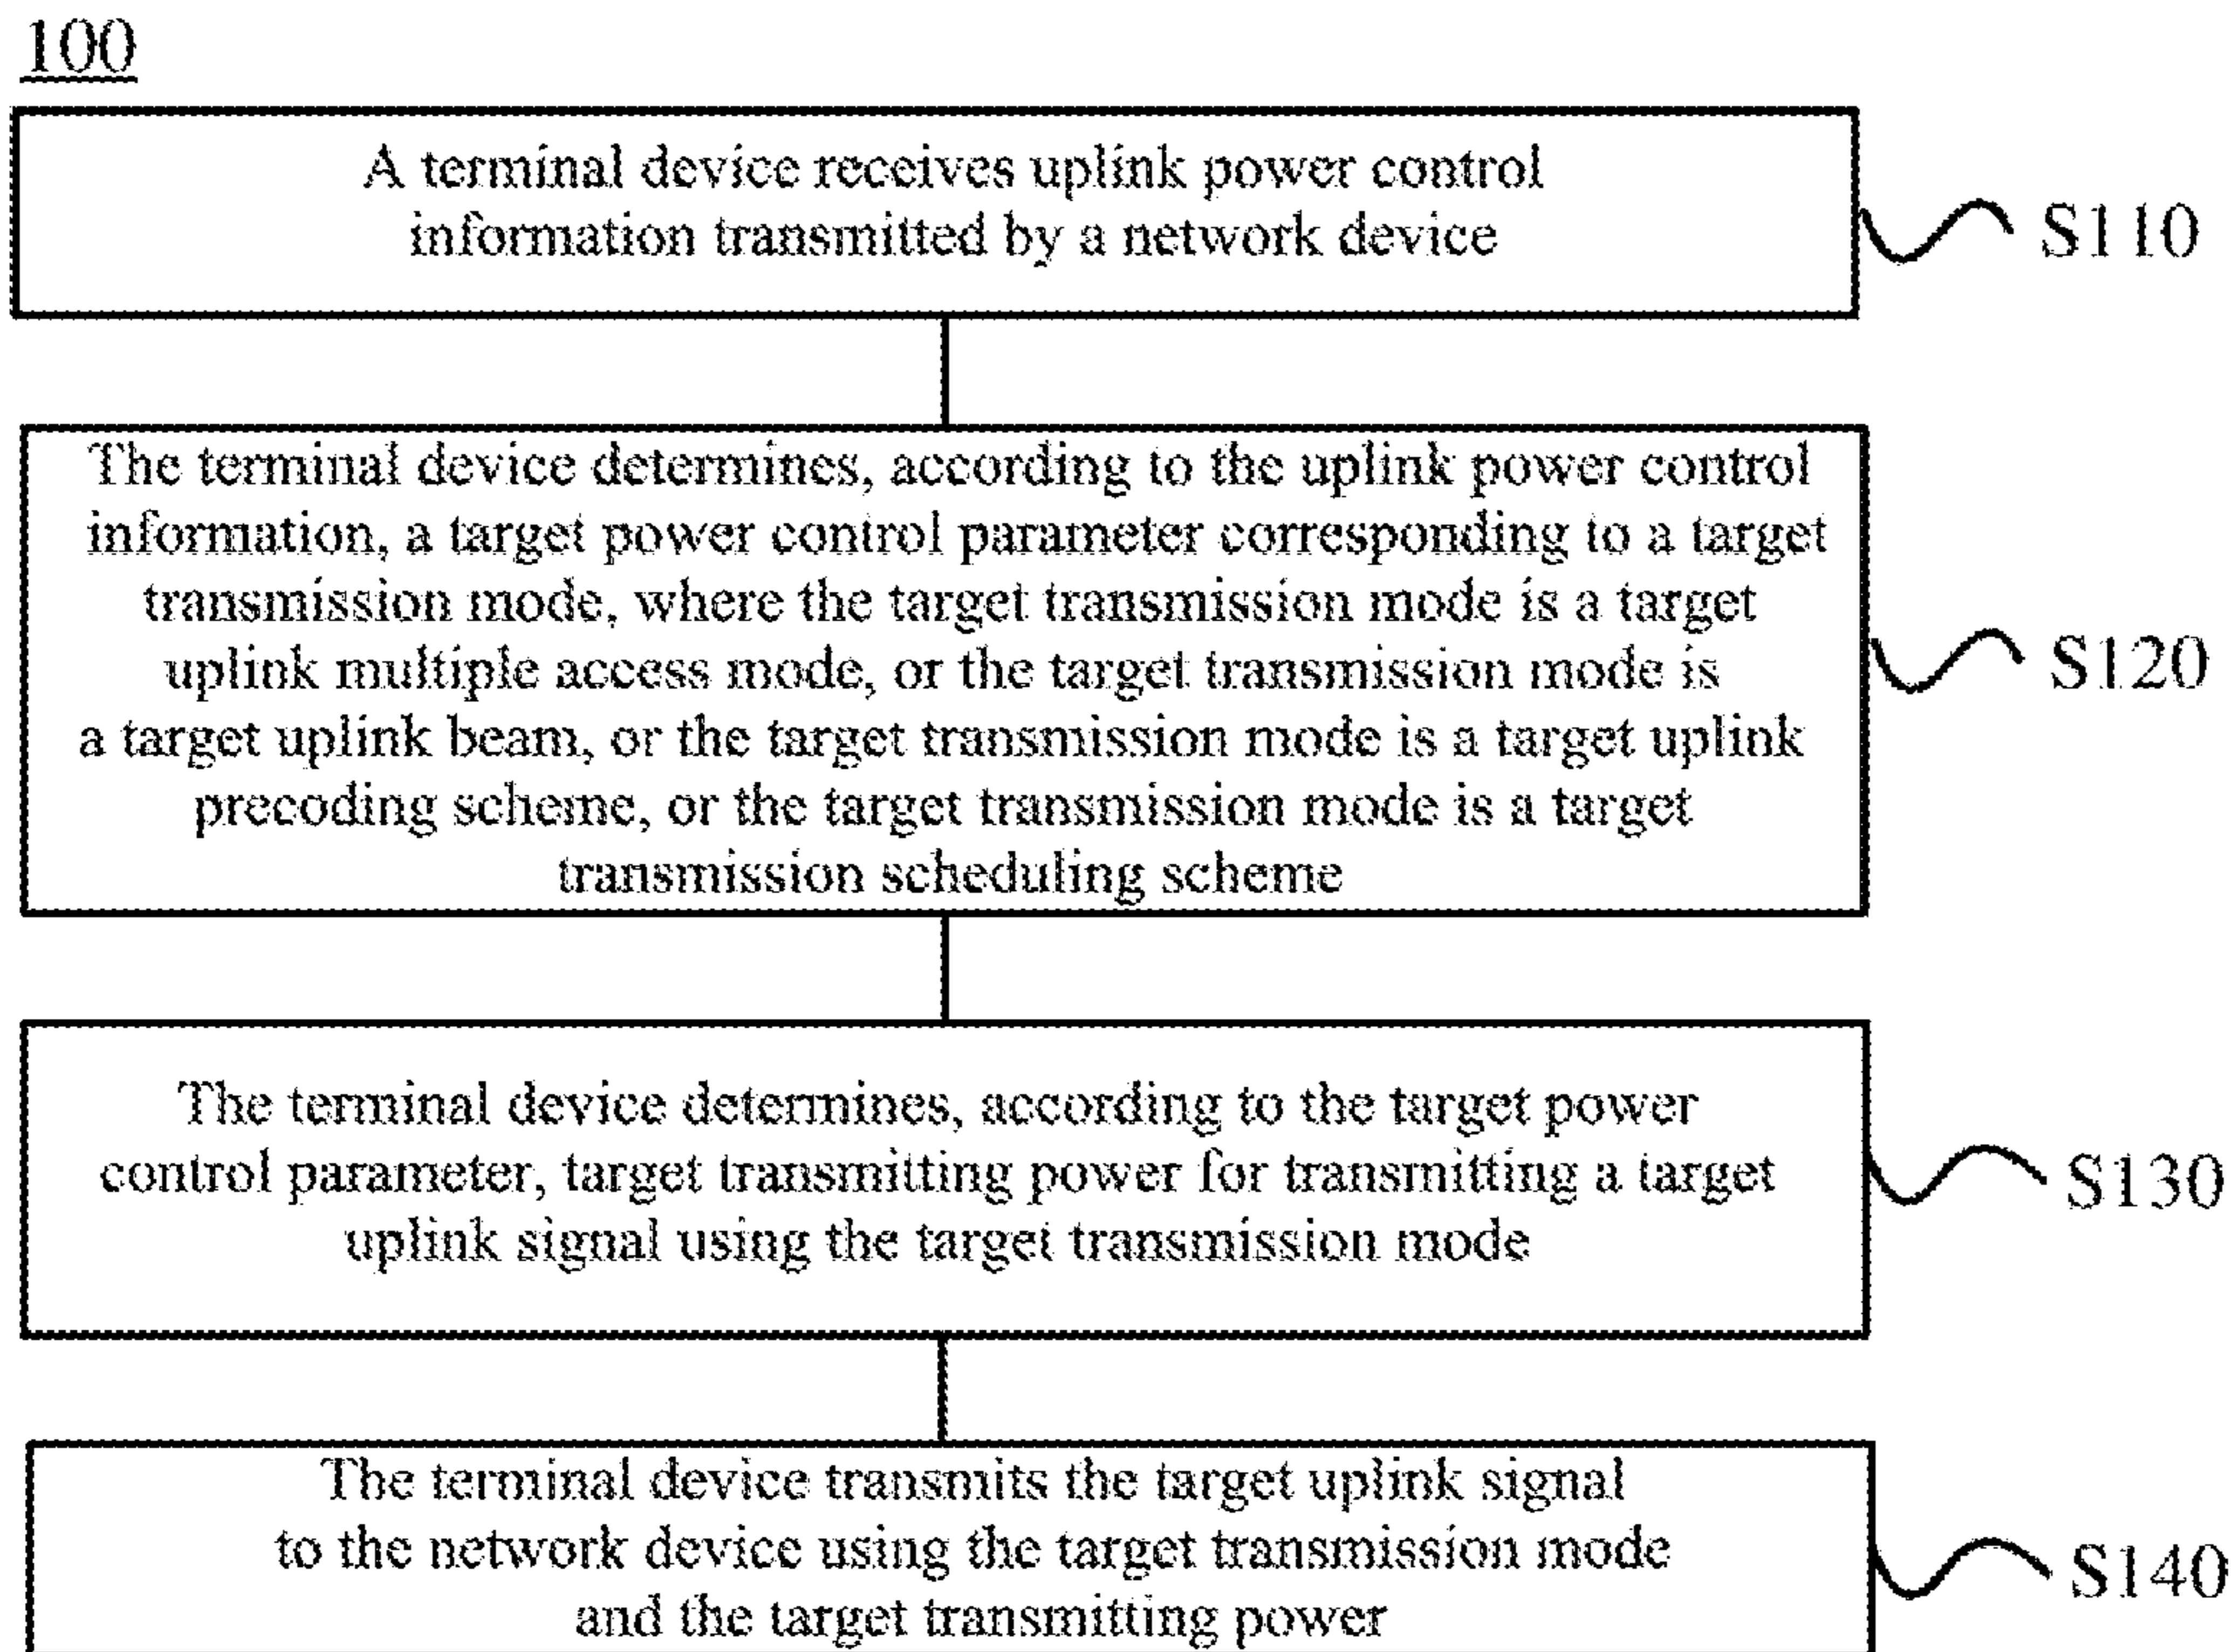 100
A terminal device receives uplink power control
information transmitted by a network device
S110
The terminal device determines, according to the uplink power control
information, a target power control parameter corresponding to a target
transmission mode, where the target transmission mode is a target
uplink multiple access mode, or the target transmission mode is
a target uplink beam, or the target transmission mode is a target uplink
precoding scheme, or the target transmission mode is a target
transmission scheduling scheme
S120
The terminal device determines, according to the target power
control parameter, target transmitting power for transmitting a target
uplink signal using the target transmission mode
S130
The terminal device transmits the target uplink signal
to the network device using the target transmission mode
and the target transmitting power
S140